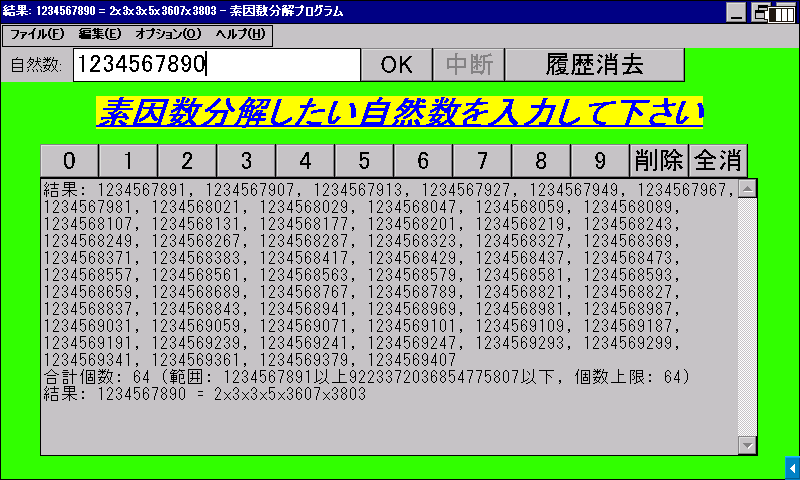 結果: 1234567890 = 2x3x3x5x3607x3803 - 素因数分解プログラム
ファイル(F) 編集(E) オプション(O) ヘルプ(H)
自然数: 1234567890 OK 中断 履歴消去
素因数分解したい自然数を入力して下さい
0 1 2 3 4 5 6 7 8 9 削除 全消
結果: 1234567891, 1234567907, 1234567913, 1234567927, 1234567949, 1234567967,
1234567981, 1234568021, 1234568029, 1234568047, 1234568059, 1234568089,
1234568107, 1234568131, 1234568177, 1234568201, 1234568219, 1234568243,
1234568249, 1234568267, 1234568287, 1234568323, 1234568327, 1234568369,
1234568371, 1234568383, 1234568417, 1234568429, 1234568437, 1234568473,
1234568557, 1234568561, 1234568563, 1234568579, 1234568581, 1234568593,
1234568659, 1234568689, 1234568767, 1234568789, 1234568821, 1234568827,
1234568837, 1234568843, 1234568941, 1234568969, 1234568981, 1234568987,
1234569031, 1234569059, 1234569071, 1234569101, 1234569109, 1234569187,
1234569191, 1234569239, 1234569241, 1234569247, 1234569293, 1234569299,
1234569341, 1234569361, 1234569379, 1234569407
合計個数: 64 (範囲: 1234567891以上9223372036854775807以下, 個数上限: 64)
結果: 1234567890 = 2x3x3x5x3607x3803